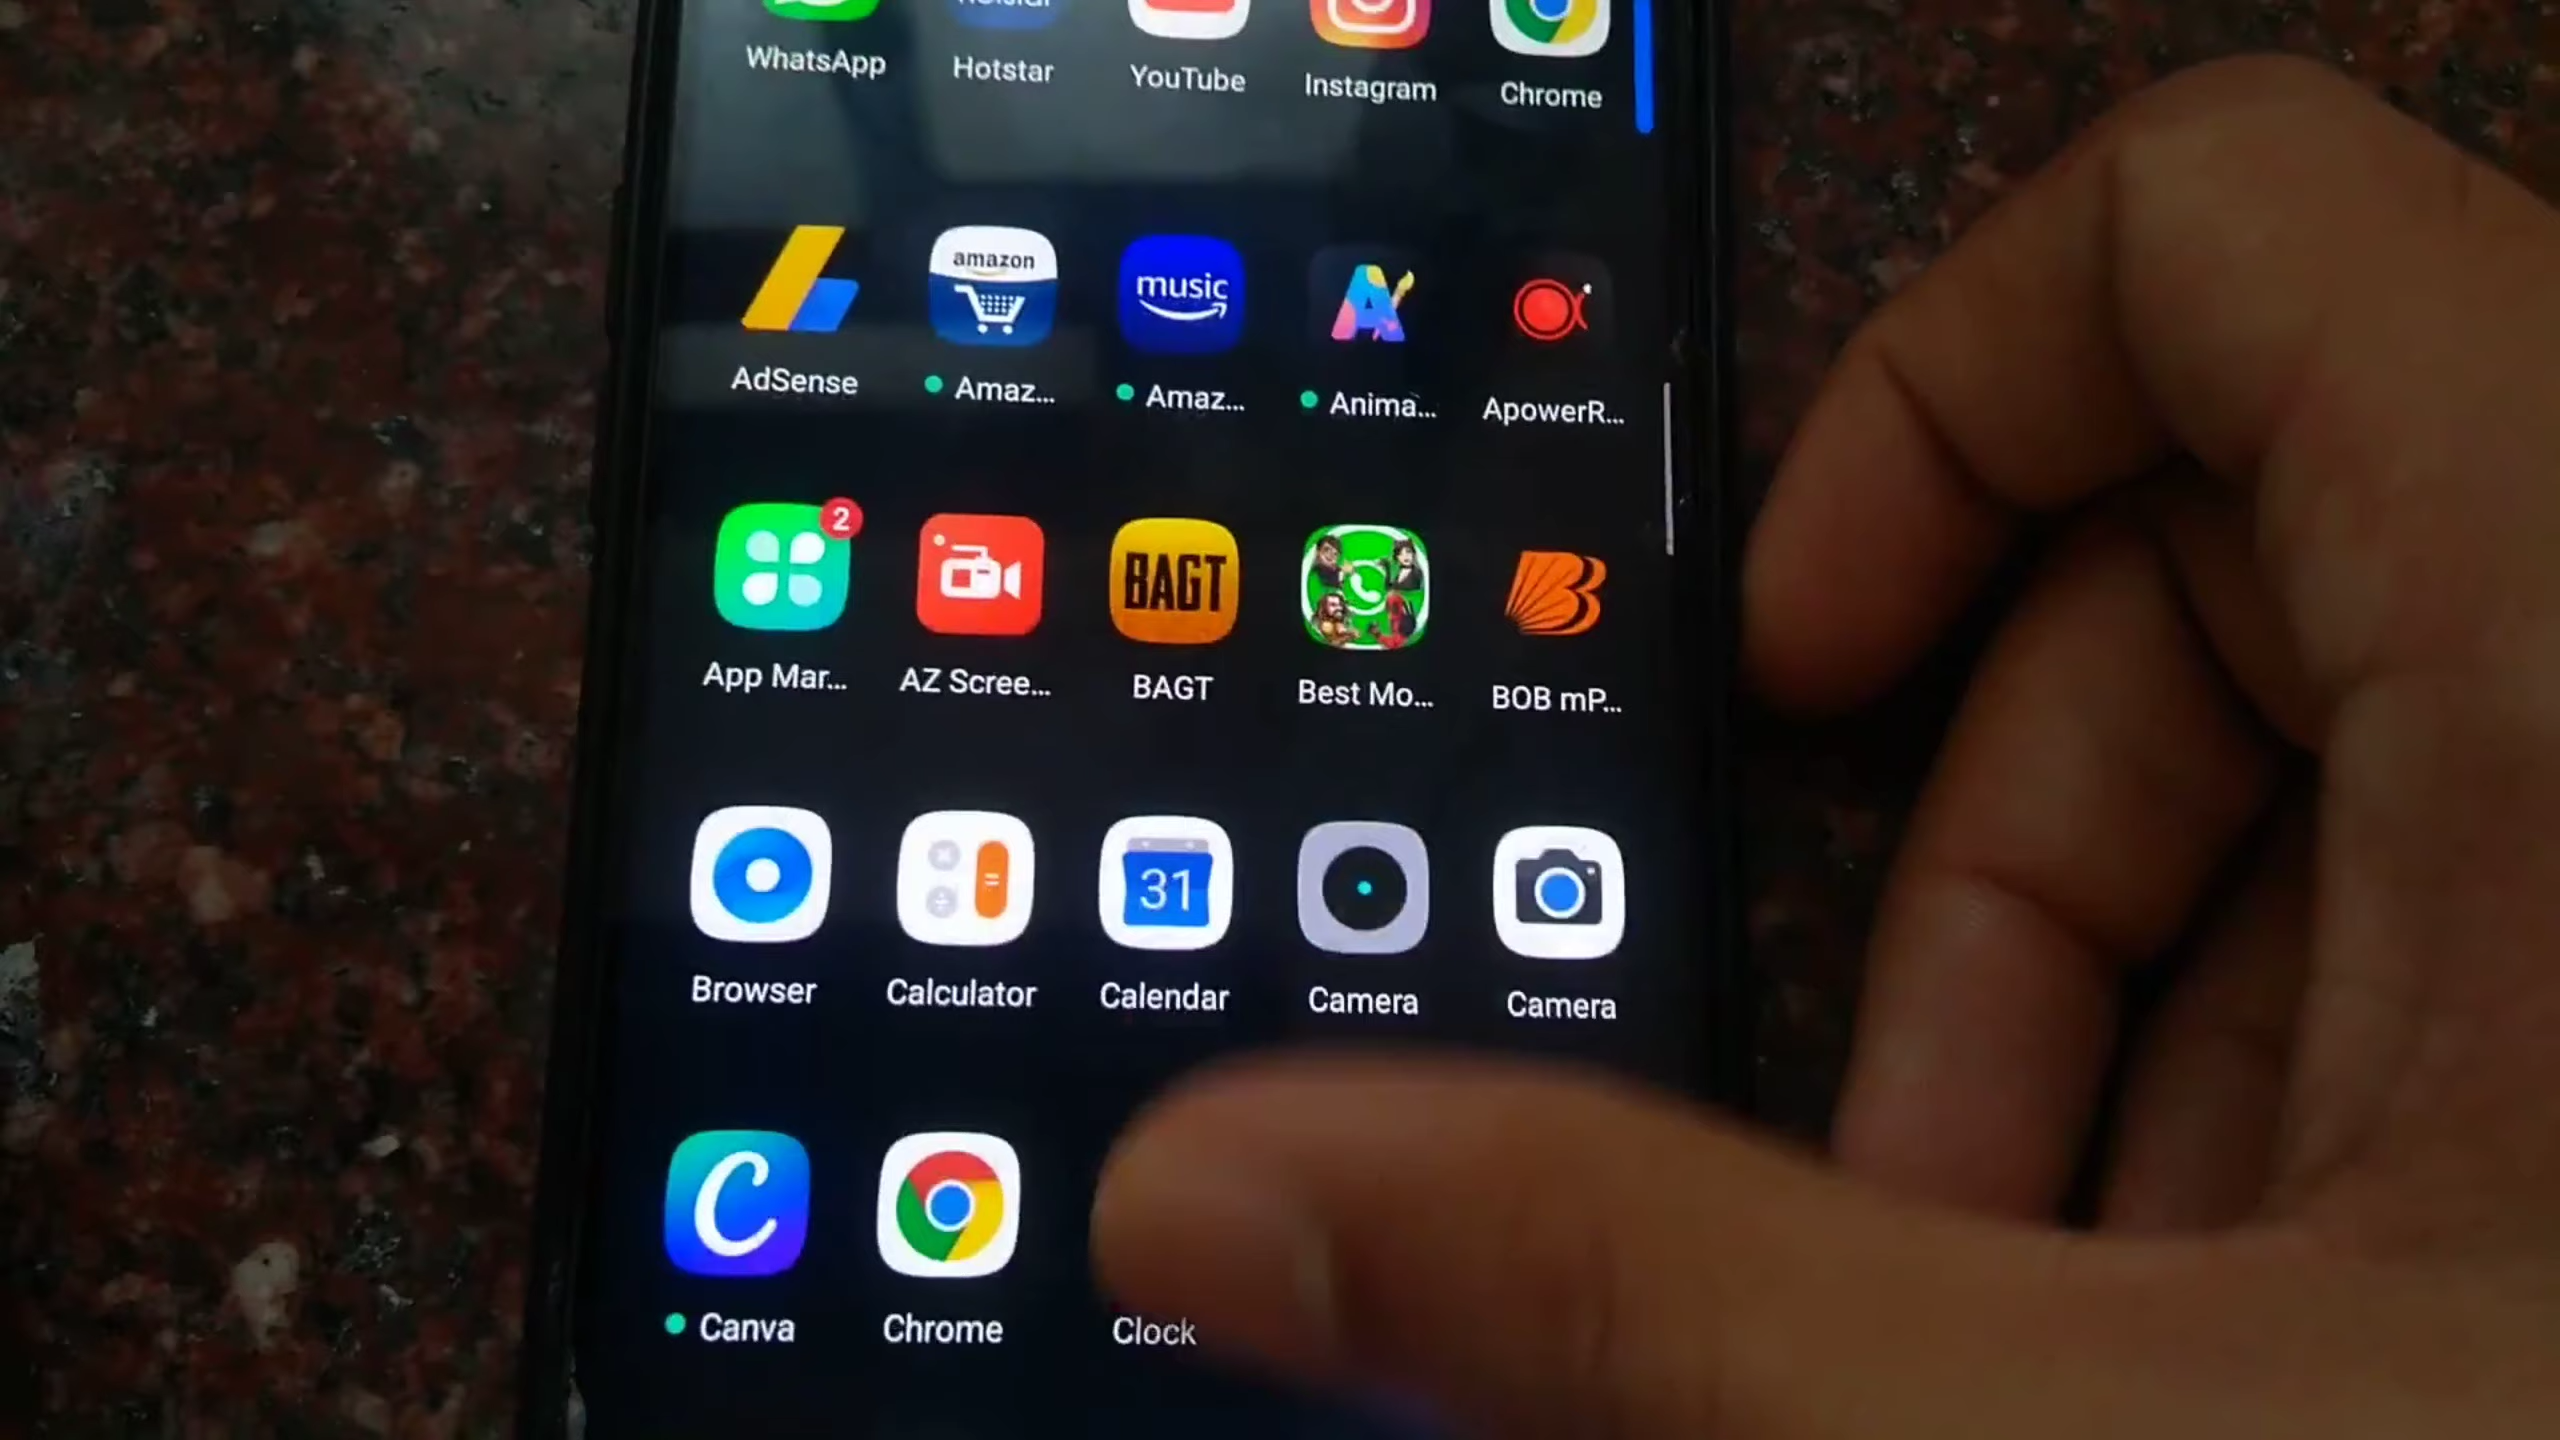 WhatsApp
Hotstar
YouTube
Instagram
Chrome
amazon
music
AdSense
Amaz...
Amaz...
Anima...
ApowerR...
2
BAGT
App Mar...
AZ Scree...
BAGT
Best Mo...
BOB mP...
31
Browser
Calculator
Calendar
Camera
Camera
C
Canva
Chrome
Clock